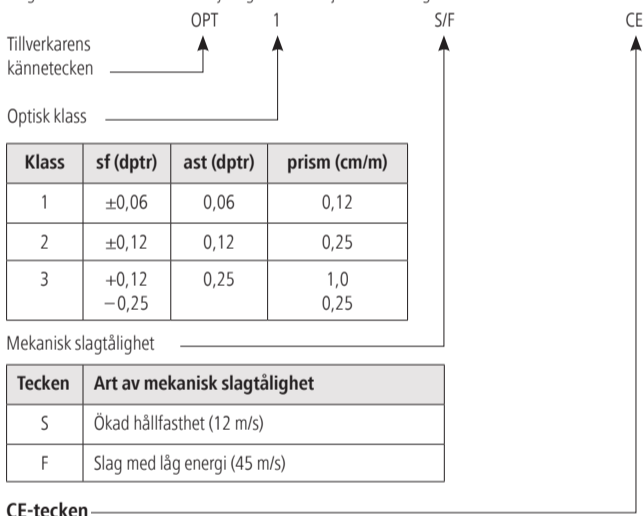 OPT 1 S/F CE
Tillverkarens
kännetecken
Optisk klass
Klass sf (dptr) ast (dptr) prism (cm/m)
1 ±0,06 0,06 0,12
2 ±0,12 0,12 0,25
3 +0,12 0,25 1,0
−0,25 0,25
Mekanisk slagtålighet
Tecken Art av mekanisk slagtålighet
S Ökad hållfasthet (12 m/s)
F Slag med låg energi (45 m/s)
CE-tecken